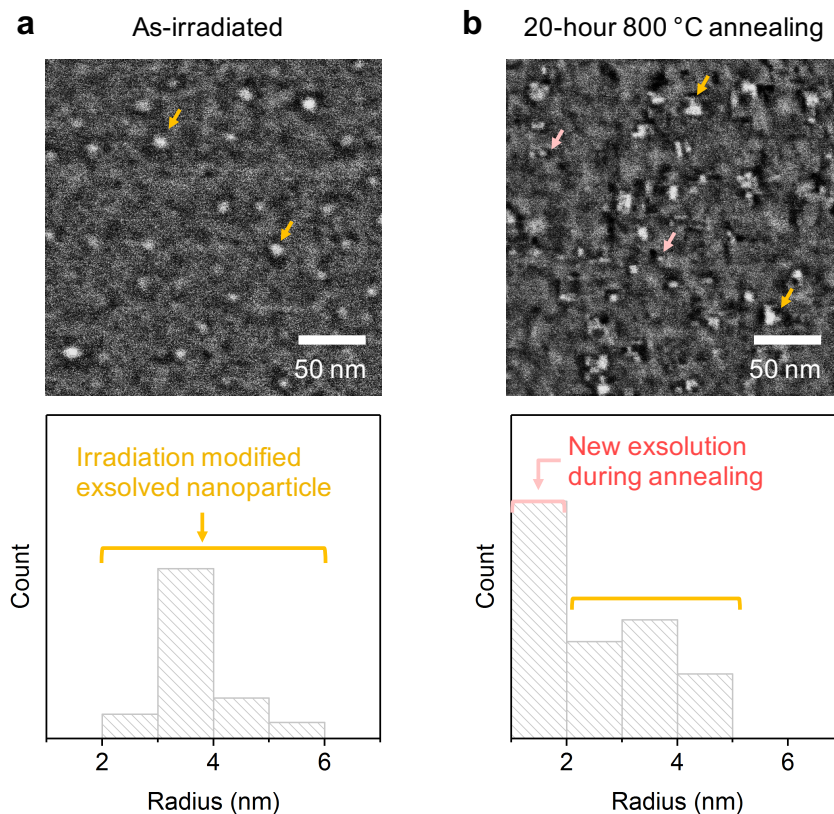 a
As-irradiated
50 nm
Irradiation modified
exsolved nanoparticle
Count
2
4
6
Radius (nm)
b
20-hour 800 °C annealing
50 nm
New exsolution
during annealing
Count
2
4
6
Radius (nm)